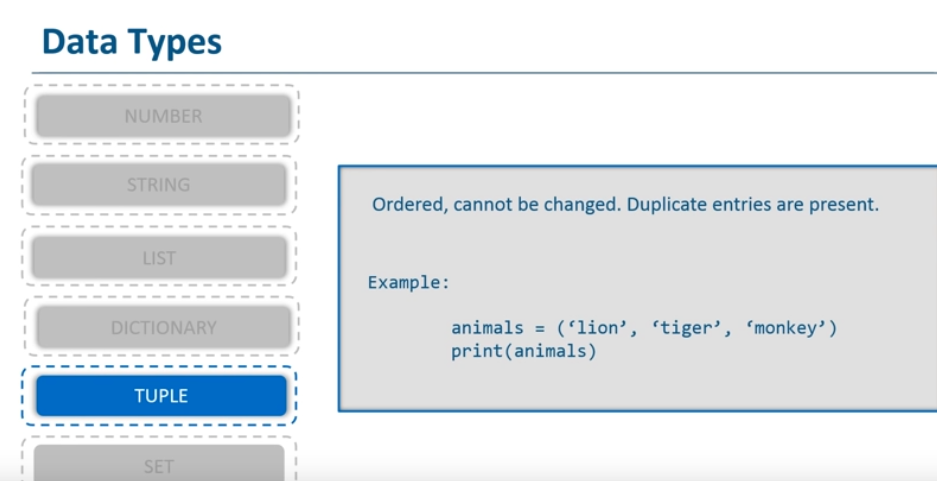 Data Types
NUMBER
STRING
LIST
DICTIONARY
TUPLE
SET
Ordered, cannot be changed. Duplicate entries are present.
Example:
animals = (‘lion’, ‘tiger’, ‘monkey’)
print(animals)